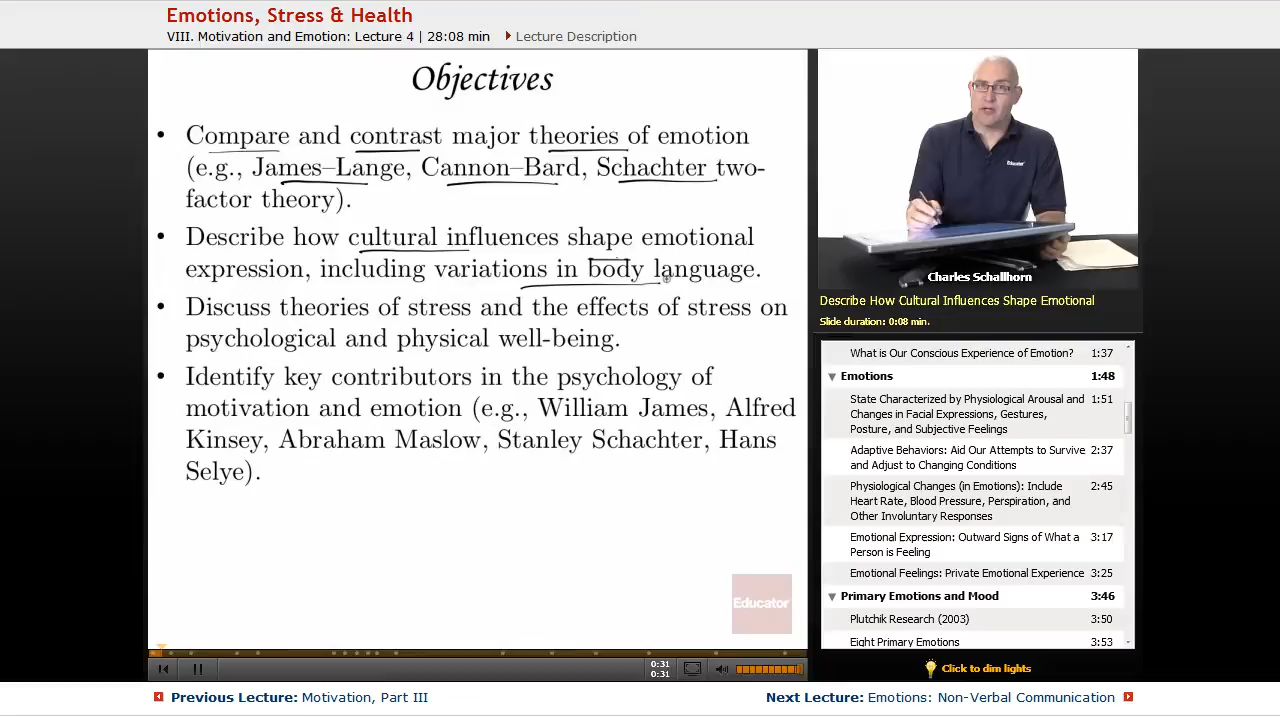 Emotions, Stress & Health
VIII. Motivation and Emotion: Lecture 4 | 28:08 min
Lecture Description
Objectives
• Compare and contrast major theories of emotion
(e.g., James–Lange, Cannon–Bard, Schachter two-
factor theory).
• Describe how cultural influences shape emotional
expression, including variations in body language.
• Discuss theories of stress and the effects of stress on
psychological and physical well-being.
• Identify key contributors in the psychology of
motivation and emotion (e.g., William James, Alfred
Kinsey, Abraham Maslow, Stanley Schachter, Hans
Selye).
Educator
0:31
0:31
Educator
Charles Schallhorn
Describe How Cultural Influences Shape Emotional
Slide duration: 0:08 min.
What is Our Conscious Experience of Emotion? 1:37
Emotions 1:48
State Characterized by Physiological Arousal and 1:51
Changes in Facial Expressions, Gestures,
Posture, and Subjective Feelings
Adaptive Behaviors: Aid Our Attempts to Survive 2:37
and Adjust to Changing Conditions
Physiological Changes (in Emotions): Include 2:45
Heart Rate, Blood Pressure, Perspiration, and
Other Involuntary Responses
Emotional Expression: Outward Signs of What a 3:17
Person is Feeling
Emotional Feelings: Private Emotional Experience 3:25
Primary Emotions and Mood 3:46
Plutchik Research (2003) 3:50
Eight Primary Emotions 3:53
Click to dim lights
Previous Lecture: Motivation, Part III
Next Lecture: Emotions: Non-Verbal Communication